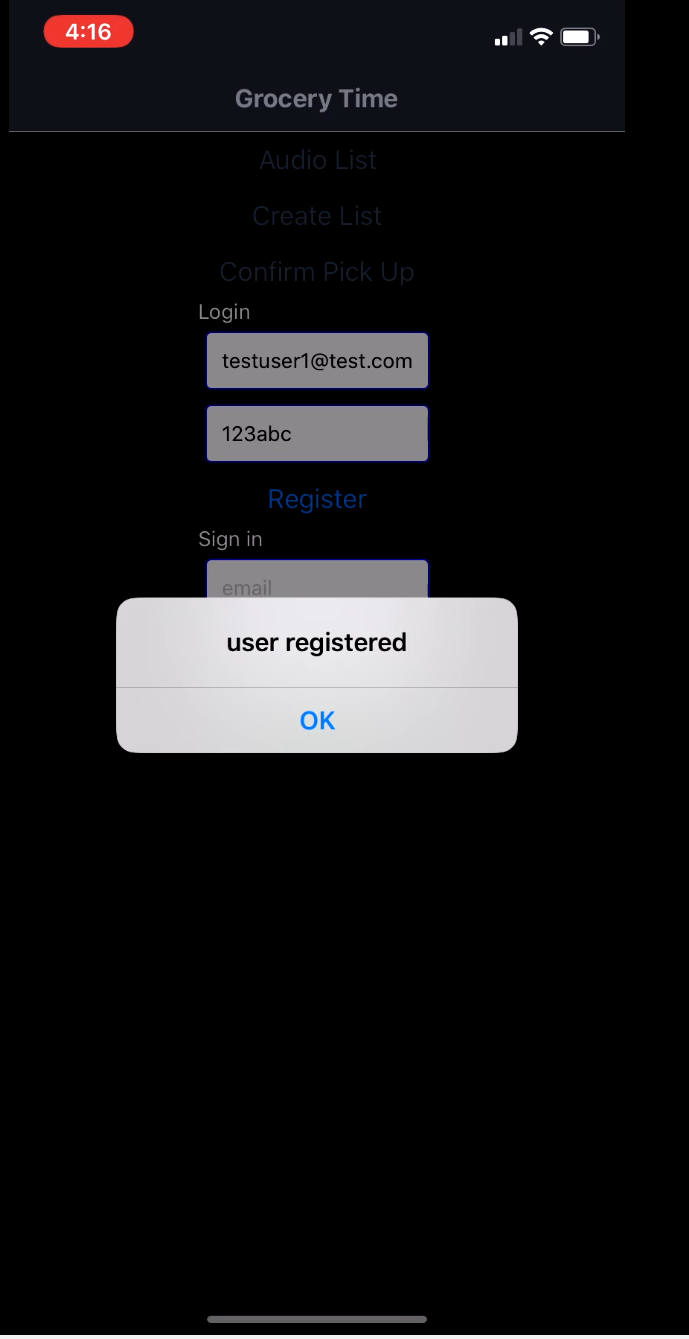 4:16
Grocery Time
Audio List
Create List
Confirm Pick Up
Login
testuser1@test.com
123abc
Register
Sign in
email
user registered
OK